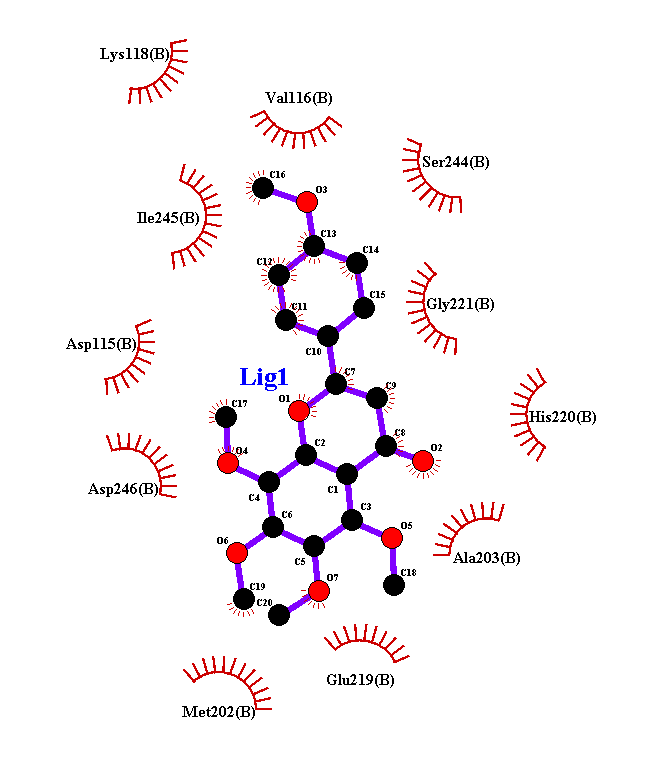 Lys118(B)
Val116(B)
Ser244(B)
C16
O3
Ile245(B)
C13
C14
C12
C15
C11
Gly221(B)
Asp115(B)
C10
C7
Lig1
C9
O1
C17
His220(B)
C8
O2
C2
O4
C1
Asp246(B)
C4
C3
C6
O5
O6
C5
Ala203(B)
O7
C18
C19
C20
Glu219(B)
Met202(B)